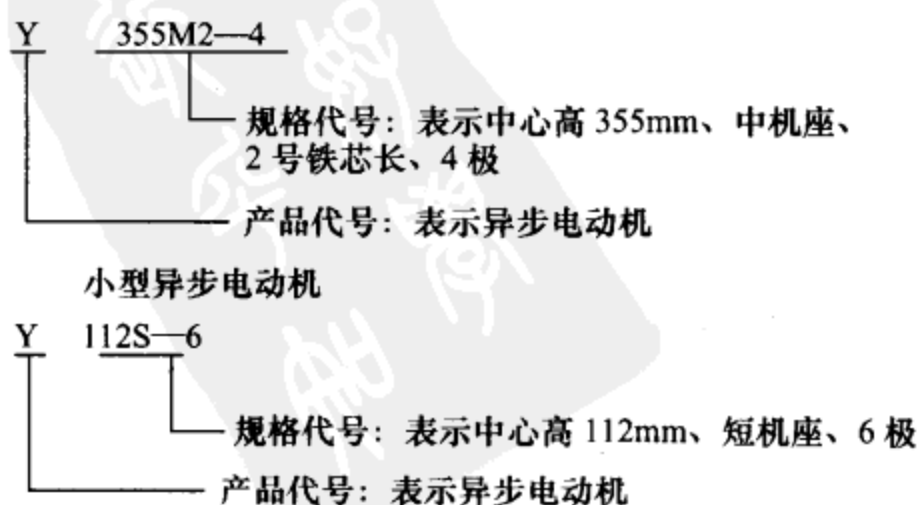 Y 355M2—4
规格代号：表示中心高 355mm、中机座、
2 号铁芯长、4 极
产品代号：表示异步电动机
小型异步电动机
Y 112S—6
规格代号：表示中心高 112mm、短机座、6 极
产品代号：表示异步电动机